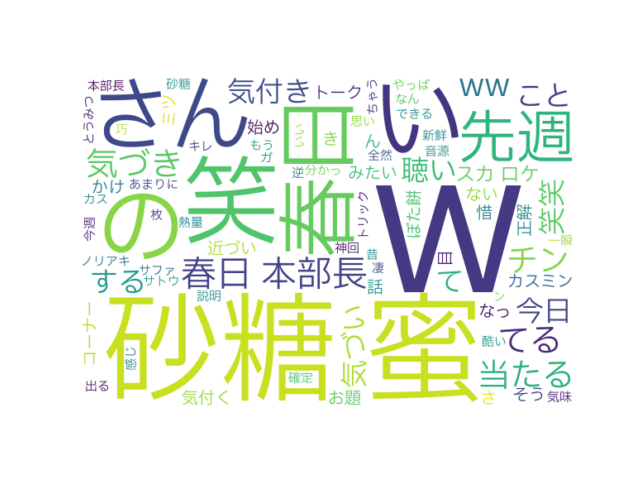 本部長
砂糖
とうみつ
巧
ミツ
さん
気付き
トーク
ちゃう
やっぱ
なん
できる
ww
こと
キレ
始め
もう
ガ
い
春日
き
思い
ん
全然
新鮮
音源
先週
気づき
かけ
あまりに
カス
今週
枚
熱量
の
笑
逆
分かっ
みたい
聴い
スカ ロケ
ない
惜
正解
笑笑
ぼた餅
トリック
W
近づい
神回
昔
凄
目
チン
一瞬
ノリアキ
する
サファ
サトウ
春日 本部長
話
て
カスミン
説明
なっ
今日
コーナー
感じ
砂糖 蜜
気づい
ン
てる
酷い
当たる
出る
気付く
確定
お題
さ
そう
気味